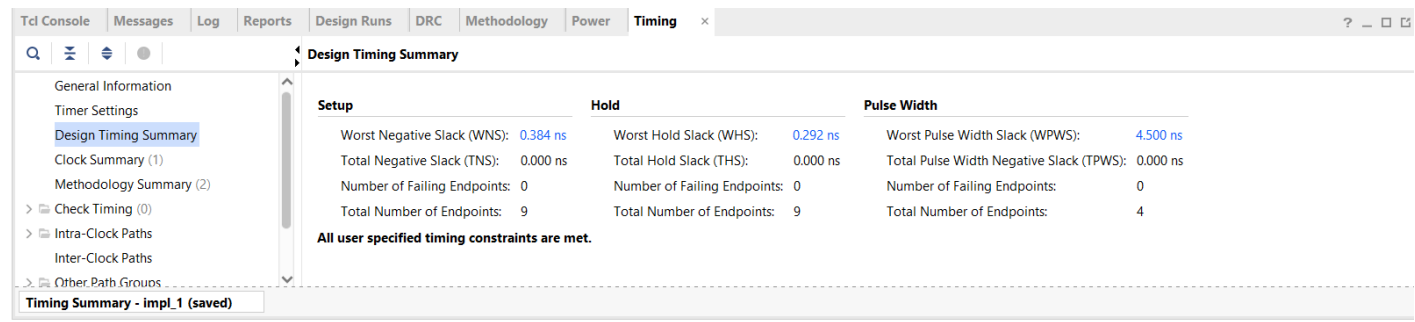 Tcl Console Messages Log Reports Design Runs DRC Methodology Power Timing × ? _
Design Timing Summary
General Information
Timer Settings
Design Timing Summary
Clock Summary (1)
Methodology Summary (2)
> Check Timing (0)
> Intra-Clock Paths
Inter-Clock Paths
> Other Path Groups
Setup Hold Pulse Width
Worst Negative Slack (WNS): 0.384 ns Worst Hold Slack (WHS): 0.292 ns Worst Pulse Width Slack (WPWS): 4.500 ns
Total Negative Slack (TNS): 0.000 ns Total Hold Slack (THS): 0.000 ns Total Pulse Width Negative Slack (TPWS): 0.000 ns
Number of Failing Endpoints: 0 Number of Failing Endpoints: 0 Number of Failing Endpoints: 0
Total Number of Endpoints: 9 Total Number of Endpoints: 9 Total Number of Endpoints: 4
All user specified timing constraints are met.
Timing Summary - impl_1 (saved)